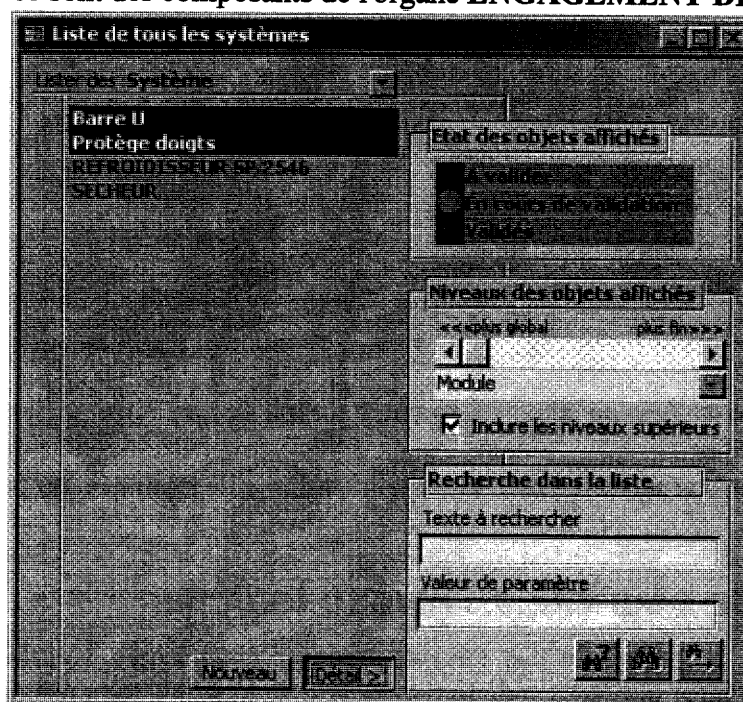 Liste de tous les systèmes
Lister des Système
Barre U
Protège doigts
REFROIDISSEUR SP2546
SECHEUR
Etat des objets affichés
A valider
En cours de validation
Validés
Niveaux des objets affichés
<<<plus global plus fin>>>
Module
Inclure les niveaux supérieurs
Recherche dans la liste
Texte à rechercher
Valeur de paramètre
Nouveau Détail >